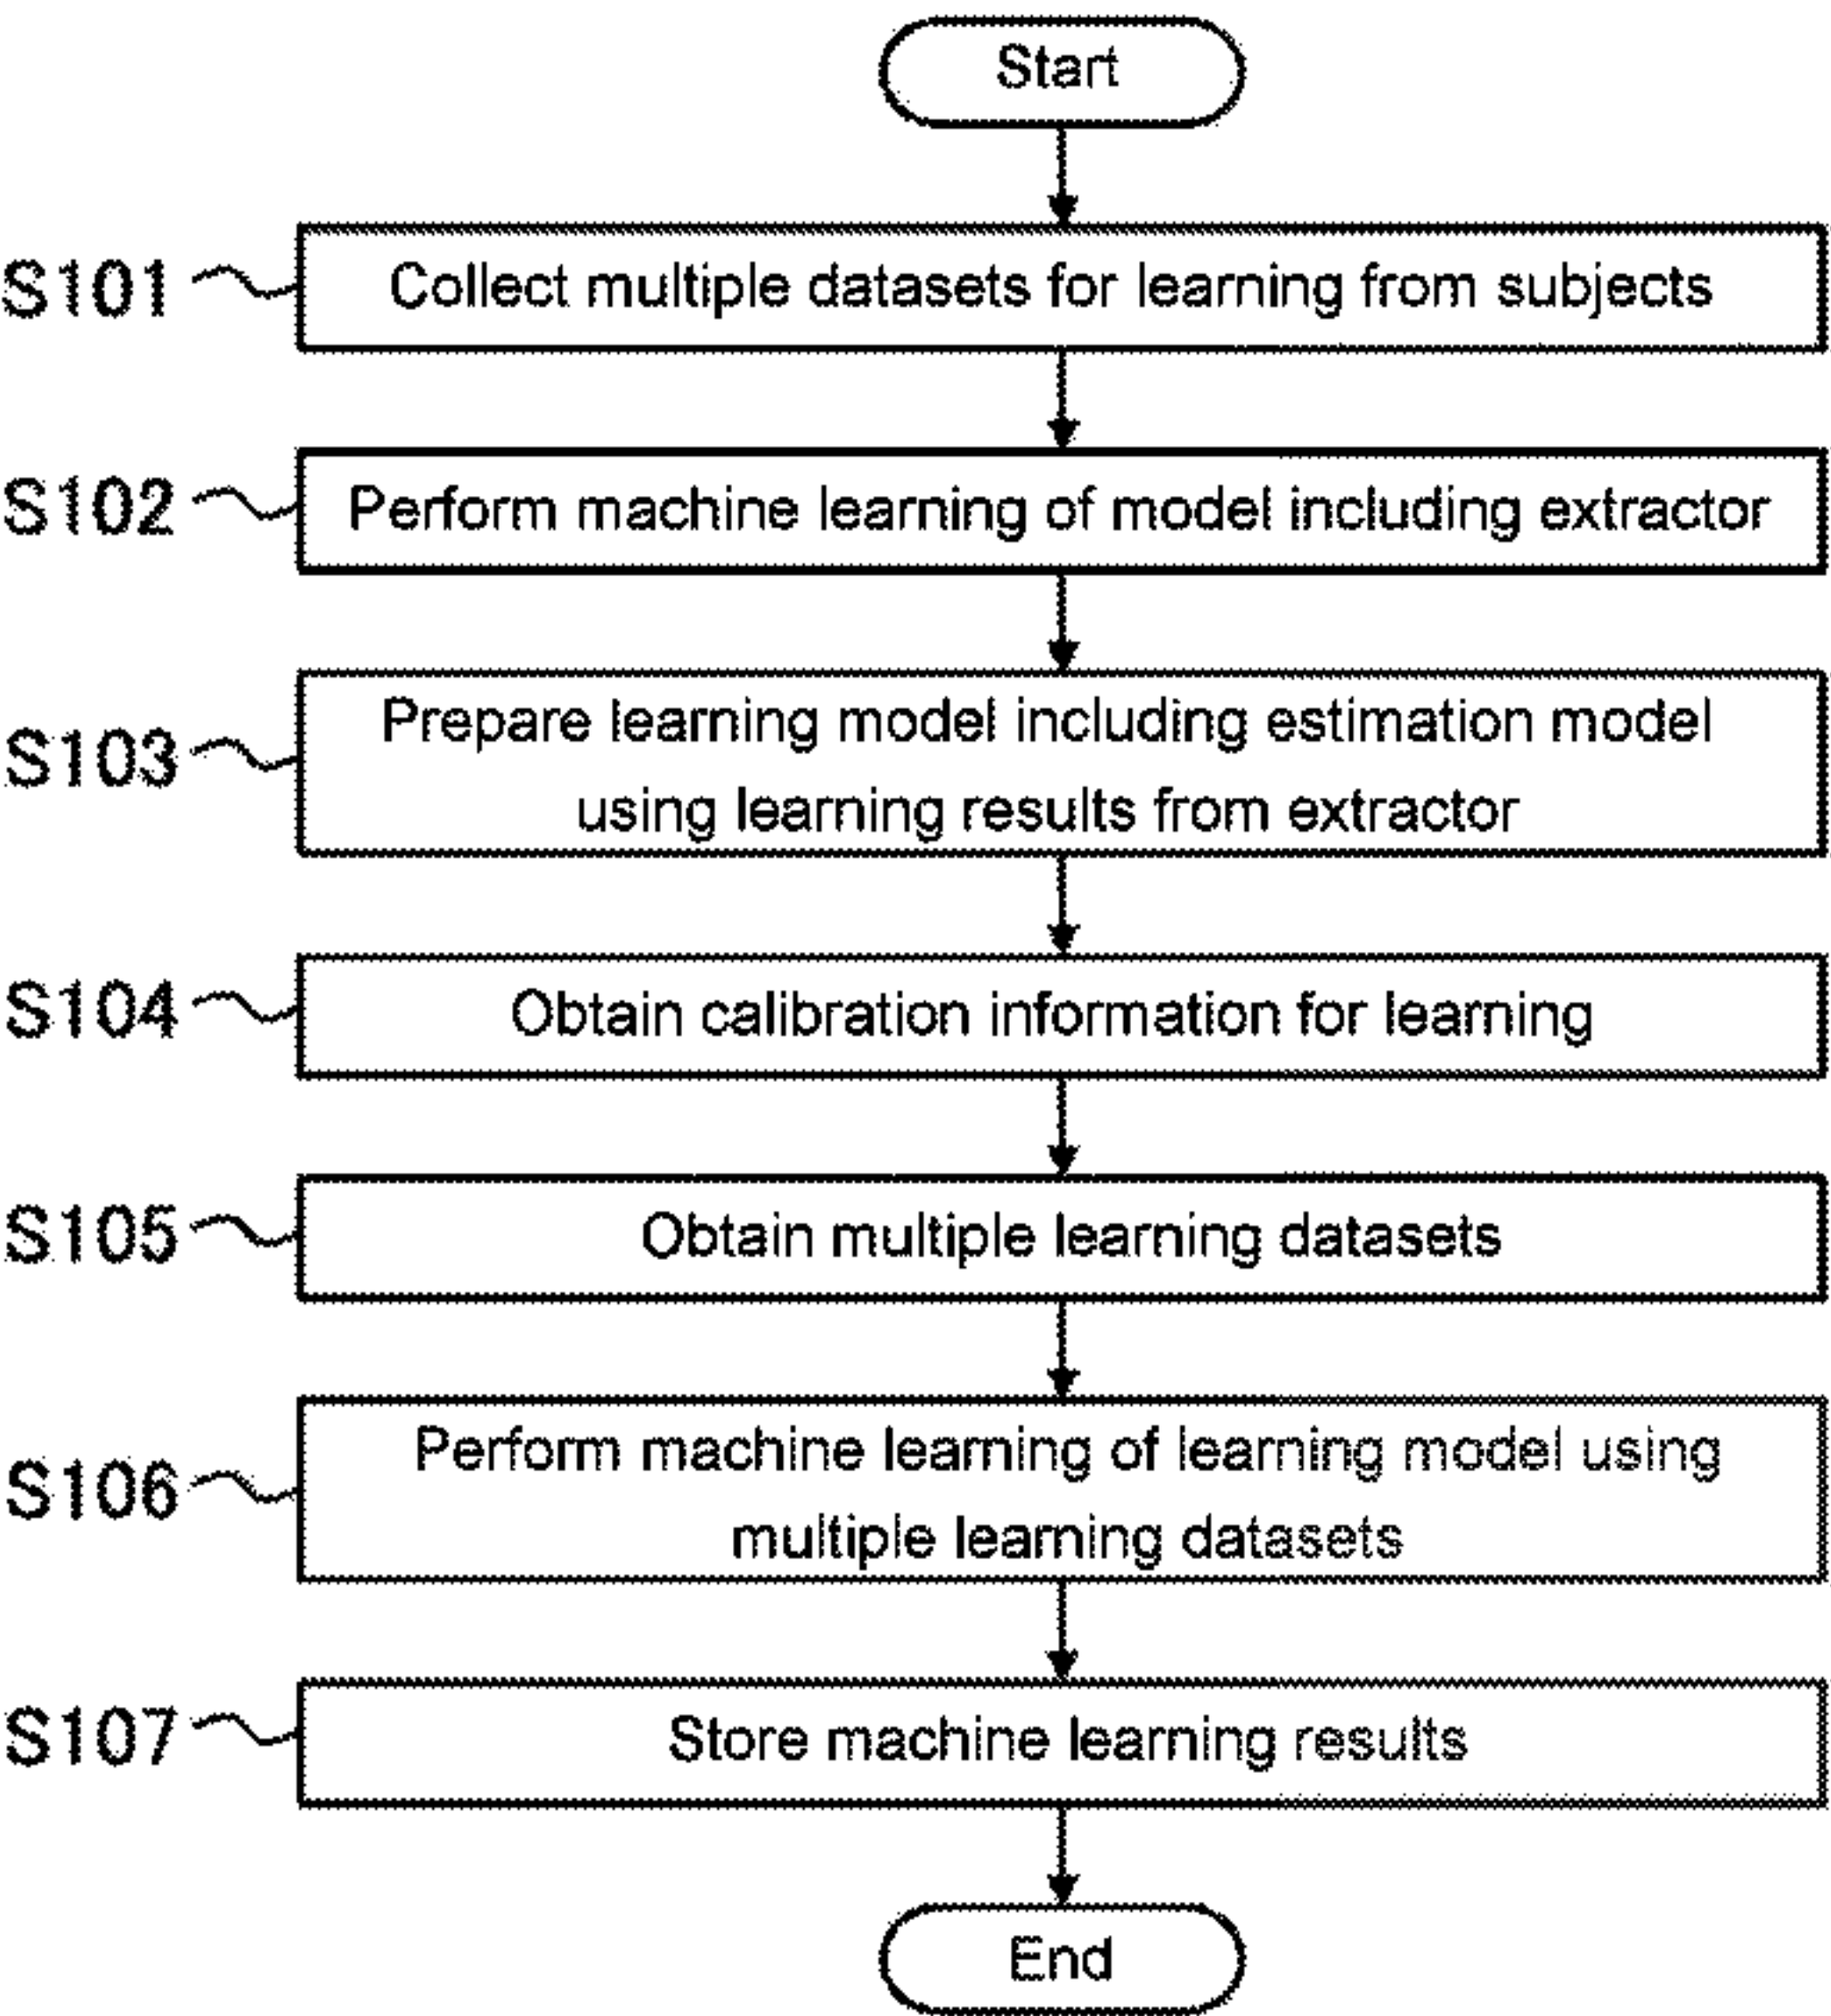 Start
S101
Collect multiple datasets for learning from subjects
S102
Perform machine learning of model including extractor
S103
Prepare learning model including estimation model
using learning results from extractor
S104
Obtain calibration information for learning
S105
Obtain multiple learning datasets
S106
Perform machine learning of learning model using
multiple learning datasets
S107
Store machine learning results
End